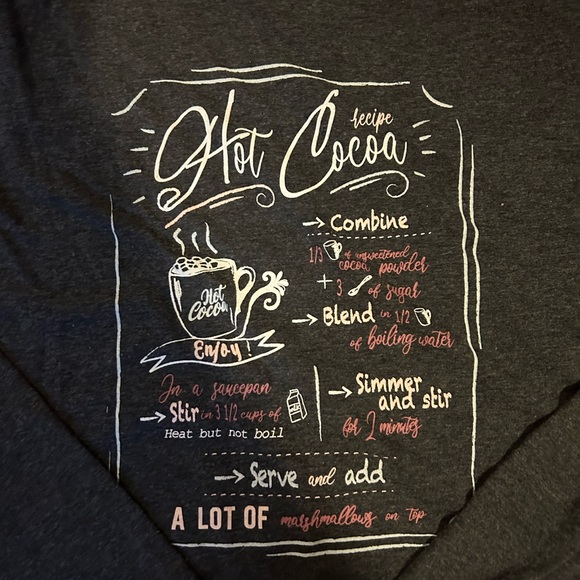 Hot Cocoa
recipe
Combine
1/3 of unsweetened
cocoa powder
+ 3 of sugar
Blend in 1/2
of boiling water
Hot
Cocoa
Enjoy!
In a saucepan
Stir in 3 1/2 cups of
MILK
Heat but not boil
Simmer
and stir
for 2 minutes
Serve and add
A LOT OF marshmallows on top